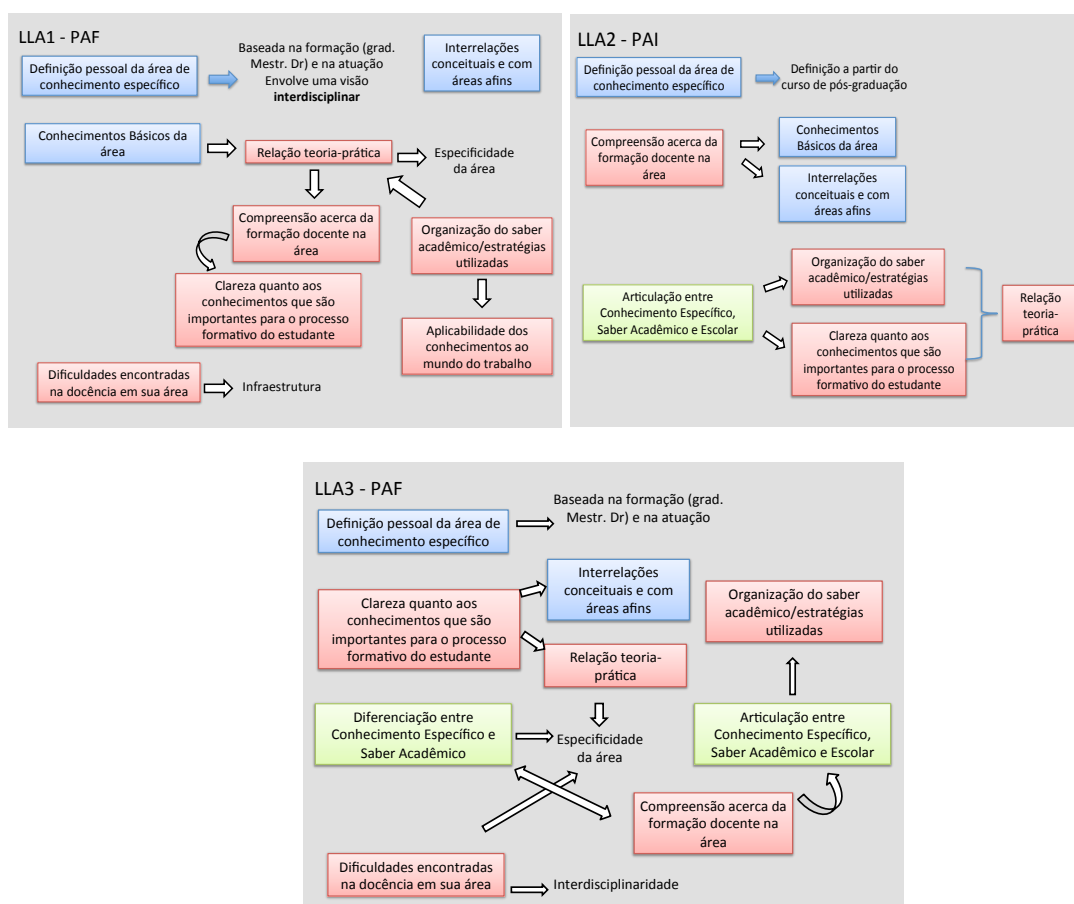 LLA1 - PAF
Definição pessoal da área de
conhecimento específico
Baseada na formação (grad.
Mestr. Dr) e na atuação
Envolve uma visão
interdisciplinar
Interrelações
conceituais e com
áreas afins
Conhecimentos Básicos da
área
Relação teoria-prática
Especificidade
da área
Compreensão acerca da
formação docente na
área
Organização do saber
acadêmico/estratégias
utilizadas
Clareza quanto aos
conhecimentos que são
importantes para o processo
formativo do estudante
Aplicabilidade dos
conhecimentos ao
mundo do trabalho
Dificuldades encontradas
na docência em sua área
Infraestrutura
LLA2 - PAI
Definição pessoal da área de
conhecimento específico
Definição a partir do
curso de pós-graduação
Compreensão acerca da
formação docente na
área
Conhecimentos
Básicos da área
Interrelações
conceituais e com
áreas afins
Organização do saber
acadêmico/estratégias
utilizadas
Articulação entre
Conhecimento Específico,
Saber Acadêmico e Escolar
Clareza quanto aos
conhecimentos que são
importantes para o processo
formativo do estudante
Relação
teoria-
prática
LLA3 - PAF
Definição pessoal da área de
conhecimento específico
Baseada na formação (grad.
Mestr. Dr) e na atuação
Clareza quanto aos
conhecimentos que são
importantes para o processo
formativo do estudante
Interrelações
conceituais e com
áreas afins
Relação teoria-
prática
Organização do saber
acadêmico/estratégias
utilizadas
Diferenciação entre
Conhecimento Específico e
Saber Acadêmico
Especificidade
da área
Articulação entre
Conhecimento Específico,
Saber Acadêmico e Escolar
Compreensão acerca da
formação docente na
área
Dificuldades encontradas
na docência em sua área
Interdisciplinaridade